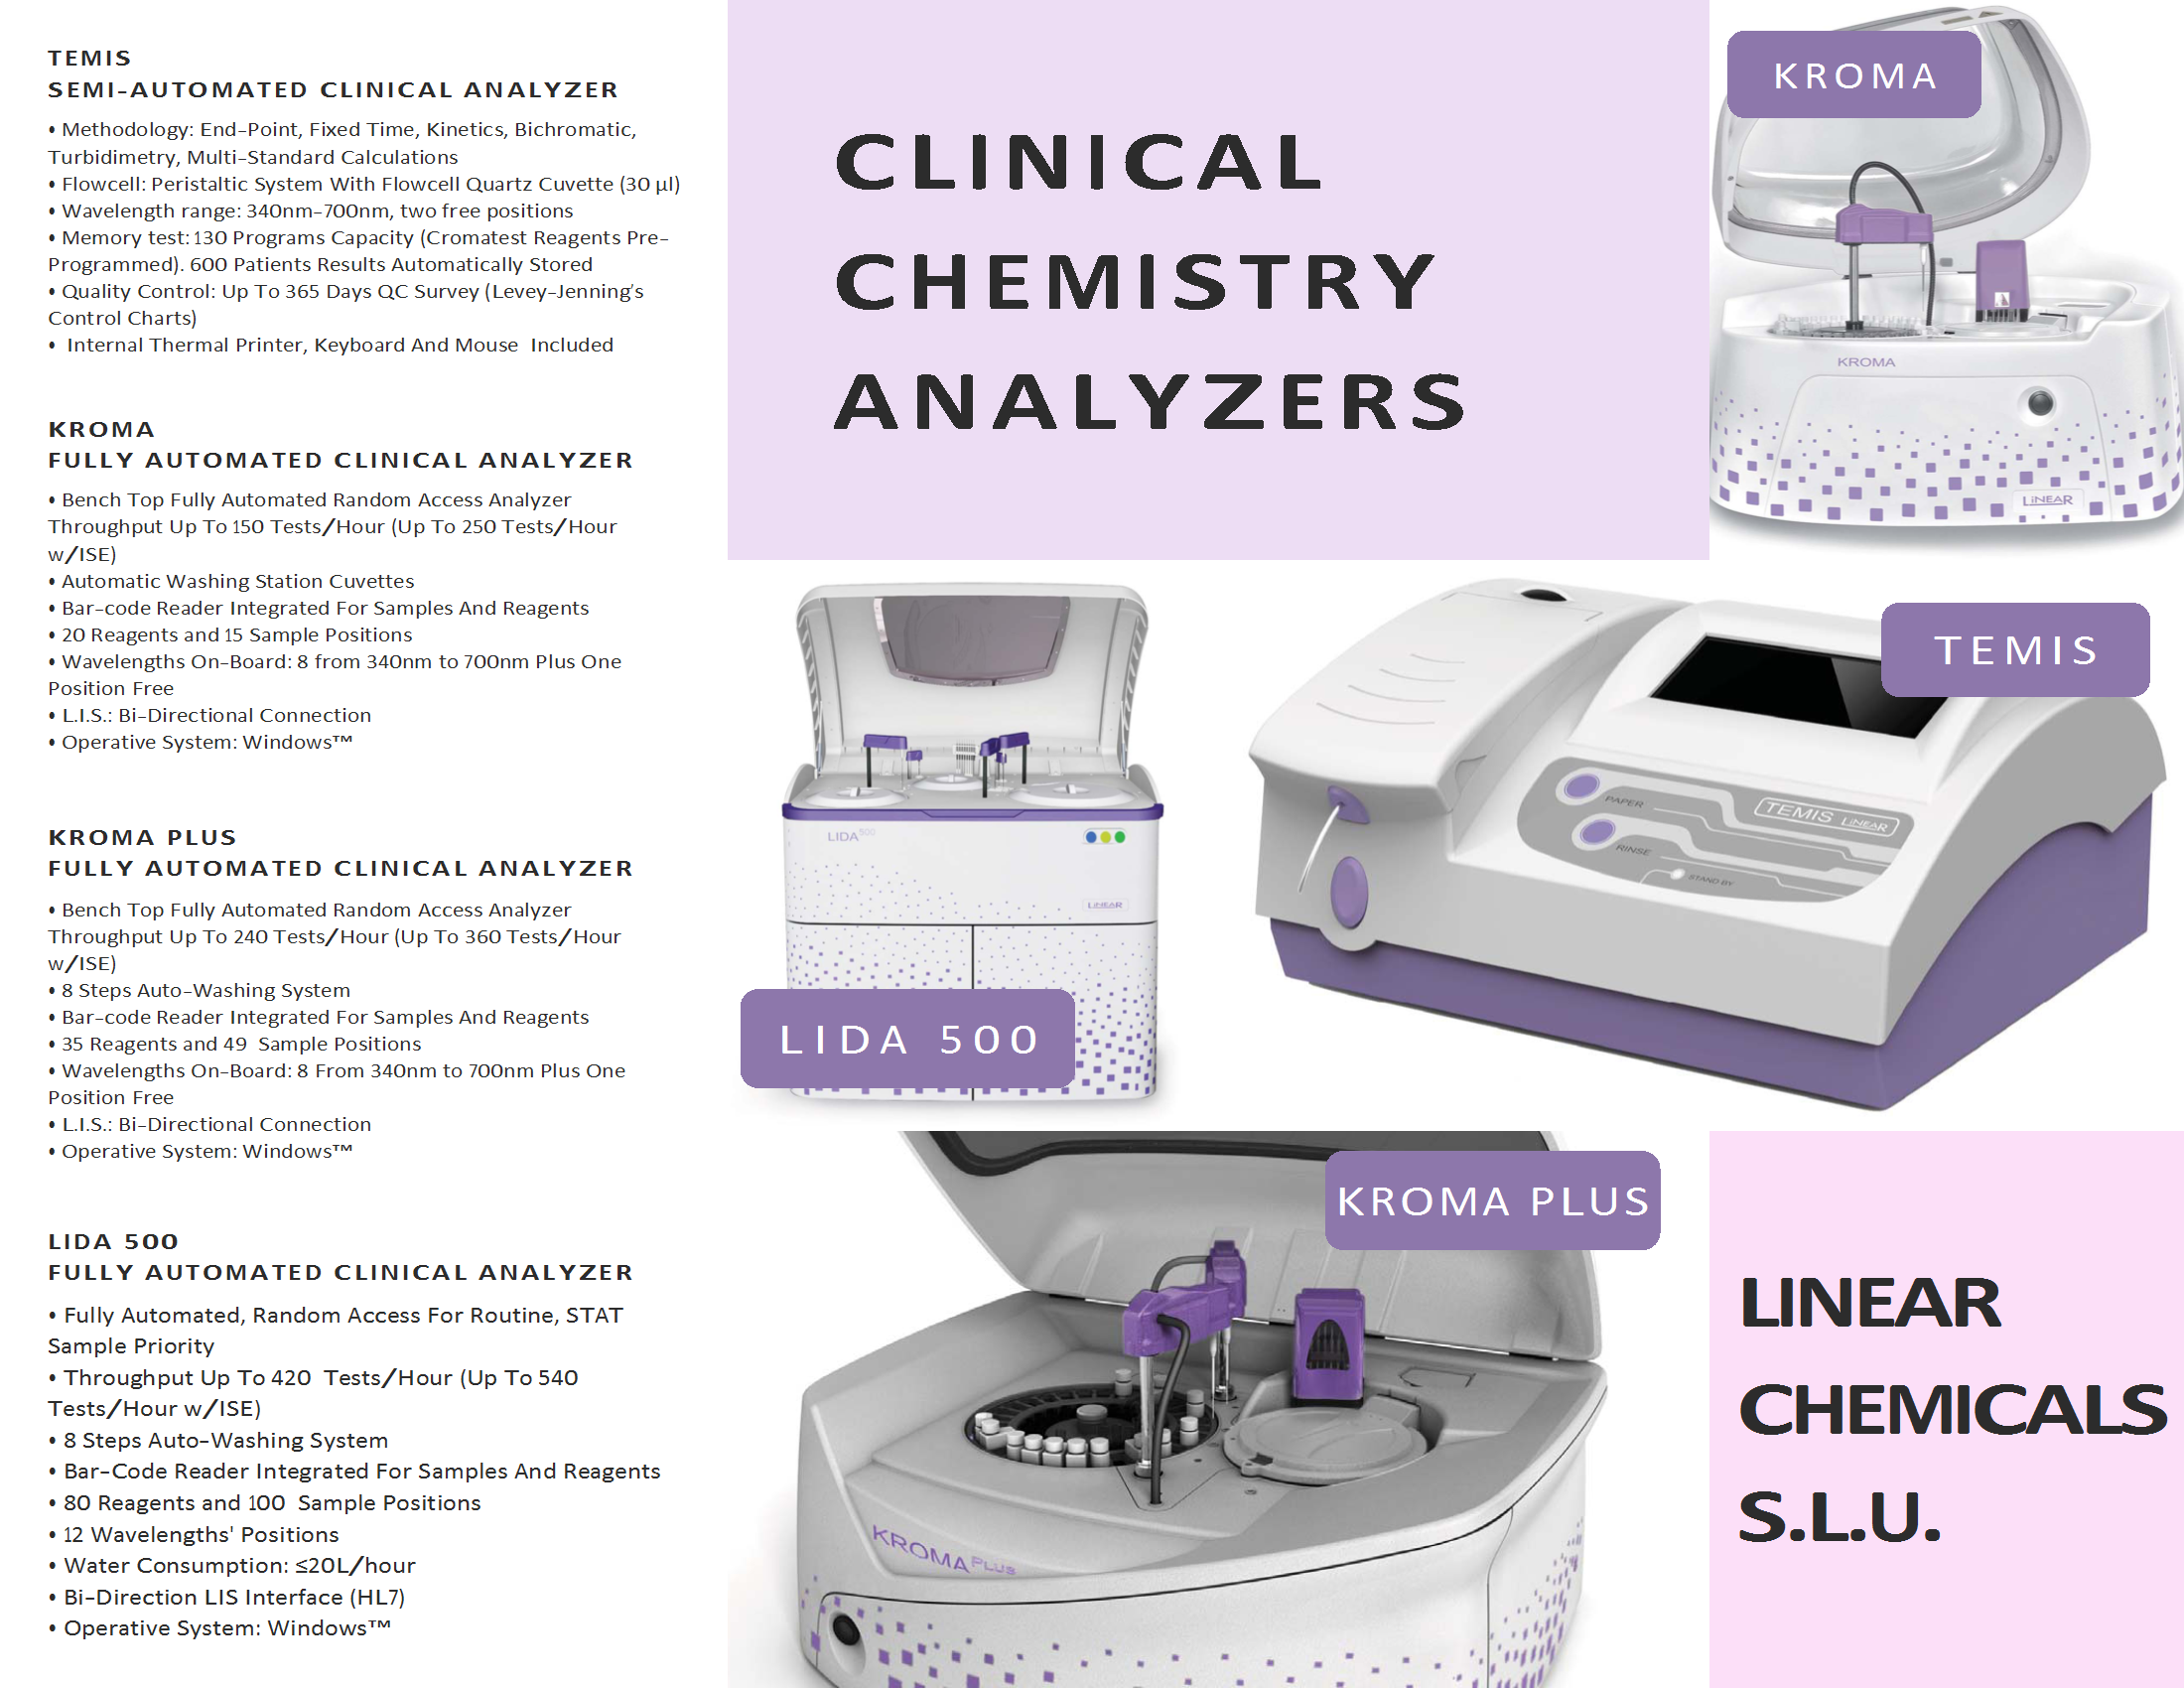 TEMIS
SEMI-AUTOMATED CLINICAL ANALYZER
• Methodology: End-Point, Fixed Time, Kinetics, Bichromatic,
Turbidimetry, Multi-Standard Calculations
• Flowcell: Peristaltic System With Flowcell Quartz Cuvette (30 µl)
• Wavelength range: 340nm-700nm, two free positions
• Memory test: 130 Programs Capacity (Cromatest Reagents Pre-
Programmed). 600 Patients Results Automatically Stored
• Quality Control: Up To 365 Days QC Survey (Levey-Jenning's
Control Charts)
• Internal Thermal Printer, Keyboard And Mouse Included
KROMA
FULLY AUTOMATED CLINICAL ANALYZER
• Bench Top Fully Automated Random Access Analyzer
Throughput Up To 150 Tests/Hour (Up To 250 Tests/Hour
w/ISE)
• Automatic Washing Station Cuvettes
• Bar-code Reader Integrated For Samples And Reagents
• 20 Reagents and 15 Sample Positions
• Wavelengths On-Board: 8 from 340nm to 700nm Plus One
Position Free
• L.I.S.: Bi-Directional Connection
• Operative System: Windows™
KROMA PLUS
FULLY AUTOMATED CLINICAL ANALYZER
• Bench Top Fully Automated Random Access Analyzer
Throughput Up To 240 Tests/Hour (Up To 360 Tests/Hour
w/ISE)
• 8 Steps Auto-Washing System
• Bar-code Reader Integrated For Samples And Reagents
• 35 Reagents and 49 Sample Positions
• Wavelengths On-Board: 8 From 340nm to 700nm Plus One
Position Free
• L.I.S.: Bi-Directional Connection
• Operative System: Windows™
LIDA 500
FULLY AUTOMATED CLINICAL ANALYZER
• Fully Automated, Random Access For Routine, STAT
Sample Priority
• Throughput Up To 420 Tests/Hour (Up To 540
Tests/Hour w/ISE)
• 8 Steps Auto-Washing System
• Bar-Code Reader Integrated For Samples And Reagents
• 80 Reagents and 100 Sample Positions
• 12 Wavelengths' Positions
• Water Consumption: ≤20L/hour
• Bi-Direction LIS Interface (HL7)
• Operative System: Windows™
CLINICAL
CHEMISTRY
ANALYZERS
KROMA
KROMA
LiNEAR
TEMIS
PAPER
TEMIS LiNEAR
RINSE
STAND BY
LIDA 500
LiNEAR
LIDA 500
KROMA PLUS
KROMA PLUS
LINEAR
CHEMICALS
S.L.U.